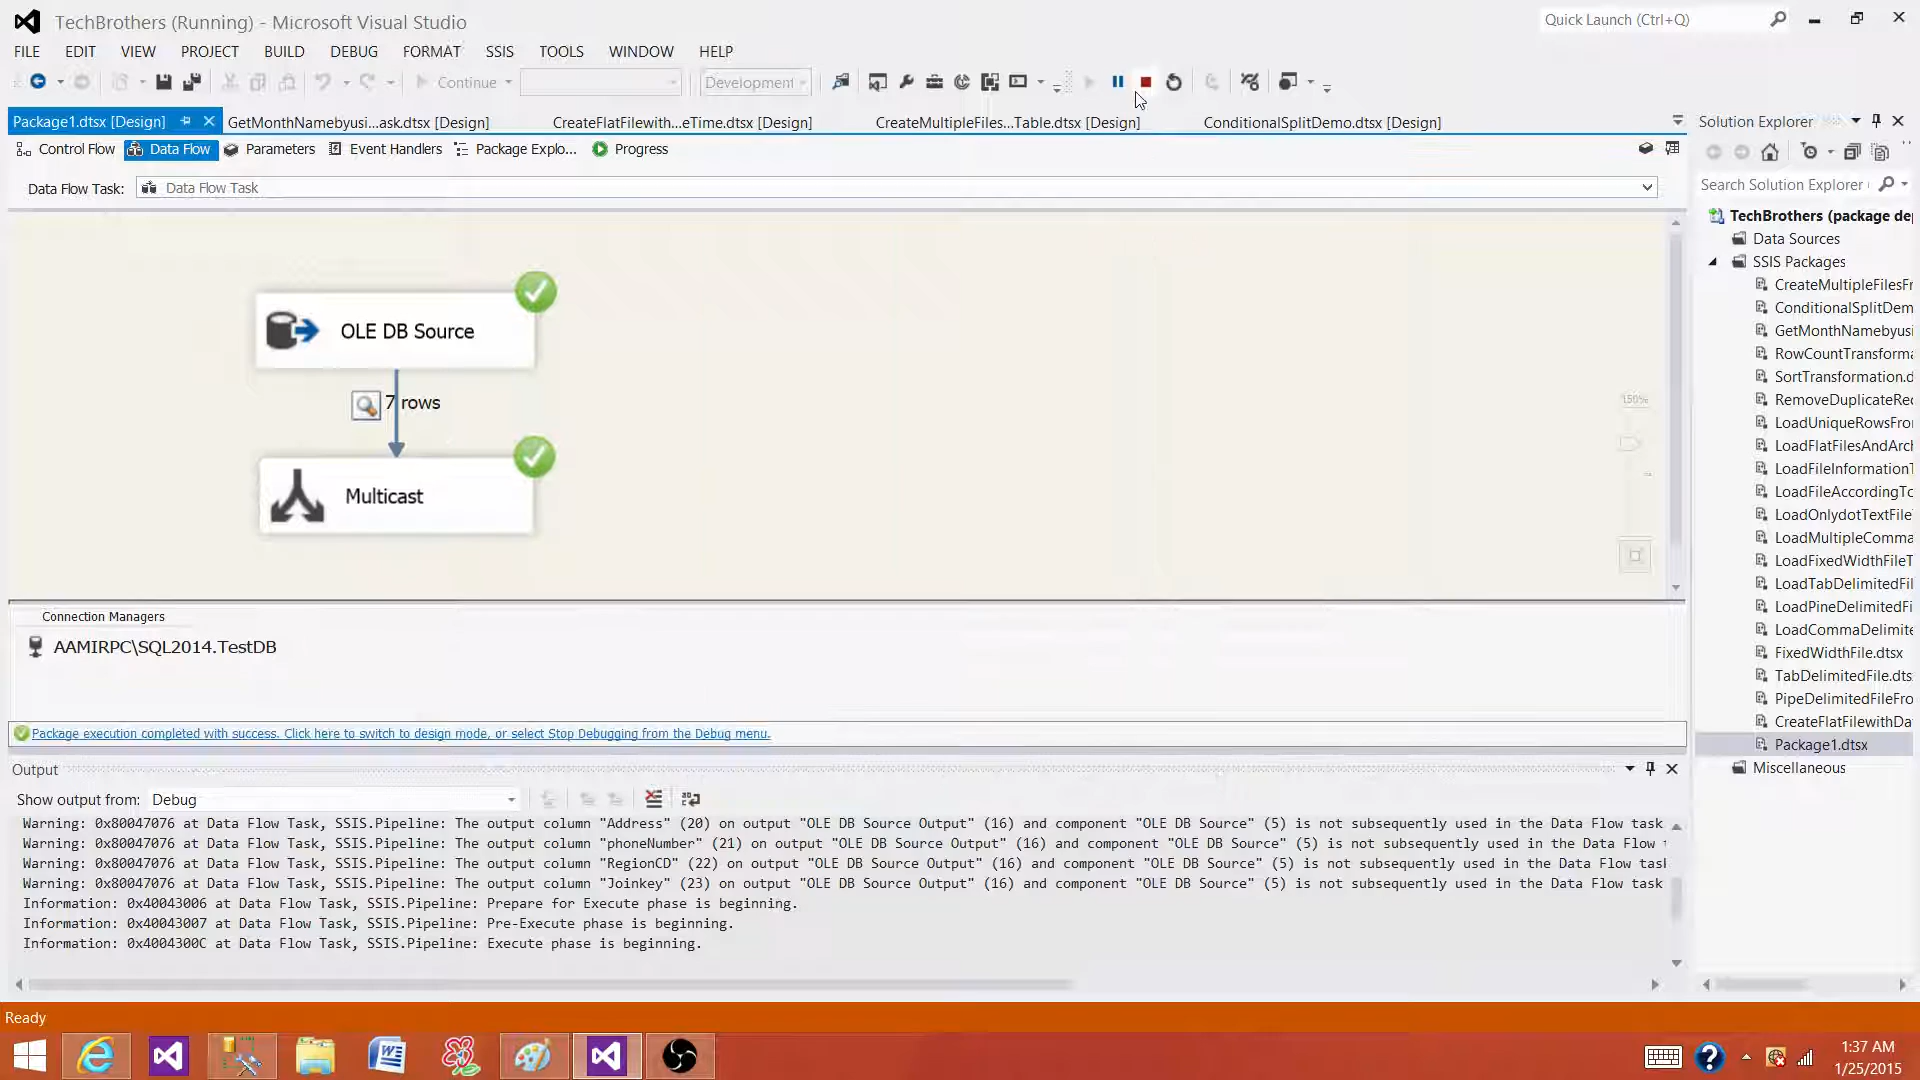 TechBrothers (Running) - Microsoft Visual Studio
Quick Launch (Ctrl+Q)
FILE EDIT VIEW PROJECT BUILD DEBUG FORMAT SSIS TOOLS WINDOW HELP
Continue
Development
Package1.dtsx [Design]
GetMonthNamebyusi...ask.dtsx [Design]
CreateFlatFilewith...eTime.dtsx [Design]
CreateMultipleFiles...Table.dtsx [Design]
ConditionalSplitDemo.dtsx [Design]
Control Flow
Data Flow
Parameters
Event Handlers
Package Explo...
Progress
Data Flow Task:
Data Flow Task
OLE DB Source
7 rows
Multicast
150%
Connection Managers
AAMIRPC\SQL2014.TestDB
Package execution completed with success. Click here to switch to design mode, or select Stop Debugging from the Debug menu.
Output
Show output from: Debug
Warning: 0x80047076 at Data Flow Task, SSIS.Pipeline: The output column "Address" (20) on output "OLE DB Source Output" (16) and component "OLE DB Source" (5) is not subsequently used in the Data Flow task
Warning: 0x80047076 at Data Flow Task, SSIS.Pipeline: The output column "phoneNumber" (21) on output "OLE DB Source Output" (16) and component "OLE DB Source" (5) is not subsequently used in the Data Flow t
Warning: 0x80047076 at Data Flow Task, SSIS.Pipeline: The output column "RegionCD" (22) on output "OLE DB Source Output" (16) and component "OLE DB Source" (5) is not subsequently used in the Data Flow task
Warning: 0x80047076 at Data Flow Task, SSIS.Pipeline: The output column "Joinkey" (23) on output "OLE DB Source Output" (16) and component "OLE DB Source" (5) is not subsequently used in the Data Flow task
Information: 0x40043006 at Data Flow Task, SSIS.Pipeline: Prepare for Execute phase is beginning.
Information: 0x40043007 at Data Flow Task, SSIS.Pipeline: Pre-Execute phase is beginning.
Information: 0x4004300C at Data Flow Task, SSIS.Pipeline: Execute phase is beginning.
Solution Explorer
Search Solution Explorer
TechBrothers (package de
Data Sources
SSIS Packages
CreateMultipleFilesFr
ConditionalSplitDem
GetMonthNamebyusi
RowCountTransforma
SortTransformation.d
RemoveDuplicateRec
LoadUniqueRowsFro
LoadFlatFilesAndArch
LoadFileInformationT
LoadFileAccordingTo
LoadOnlydotTextFile
LoadMultipleComma
LoadFixedWidthFileT
LoadTabDelimitedFil
LoadPineDelimitedFi
LoadCommaDelimite
FixedWidthFile.dtsx
TabDelimitedFile.dts
PipeDelimitedFileFro
CreateFlatFilewithDa
Package1.dtsx
Miscellaneous
Ready
1:37 AM
1/25/2015